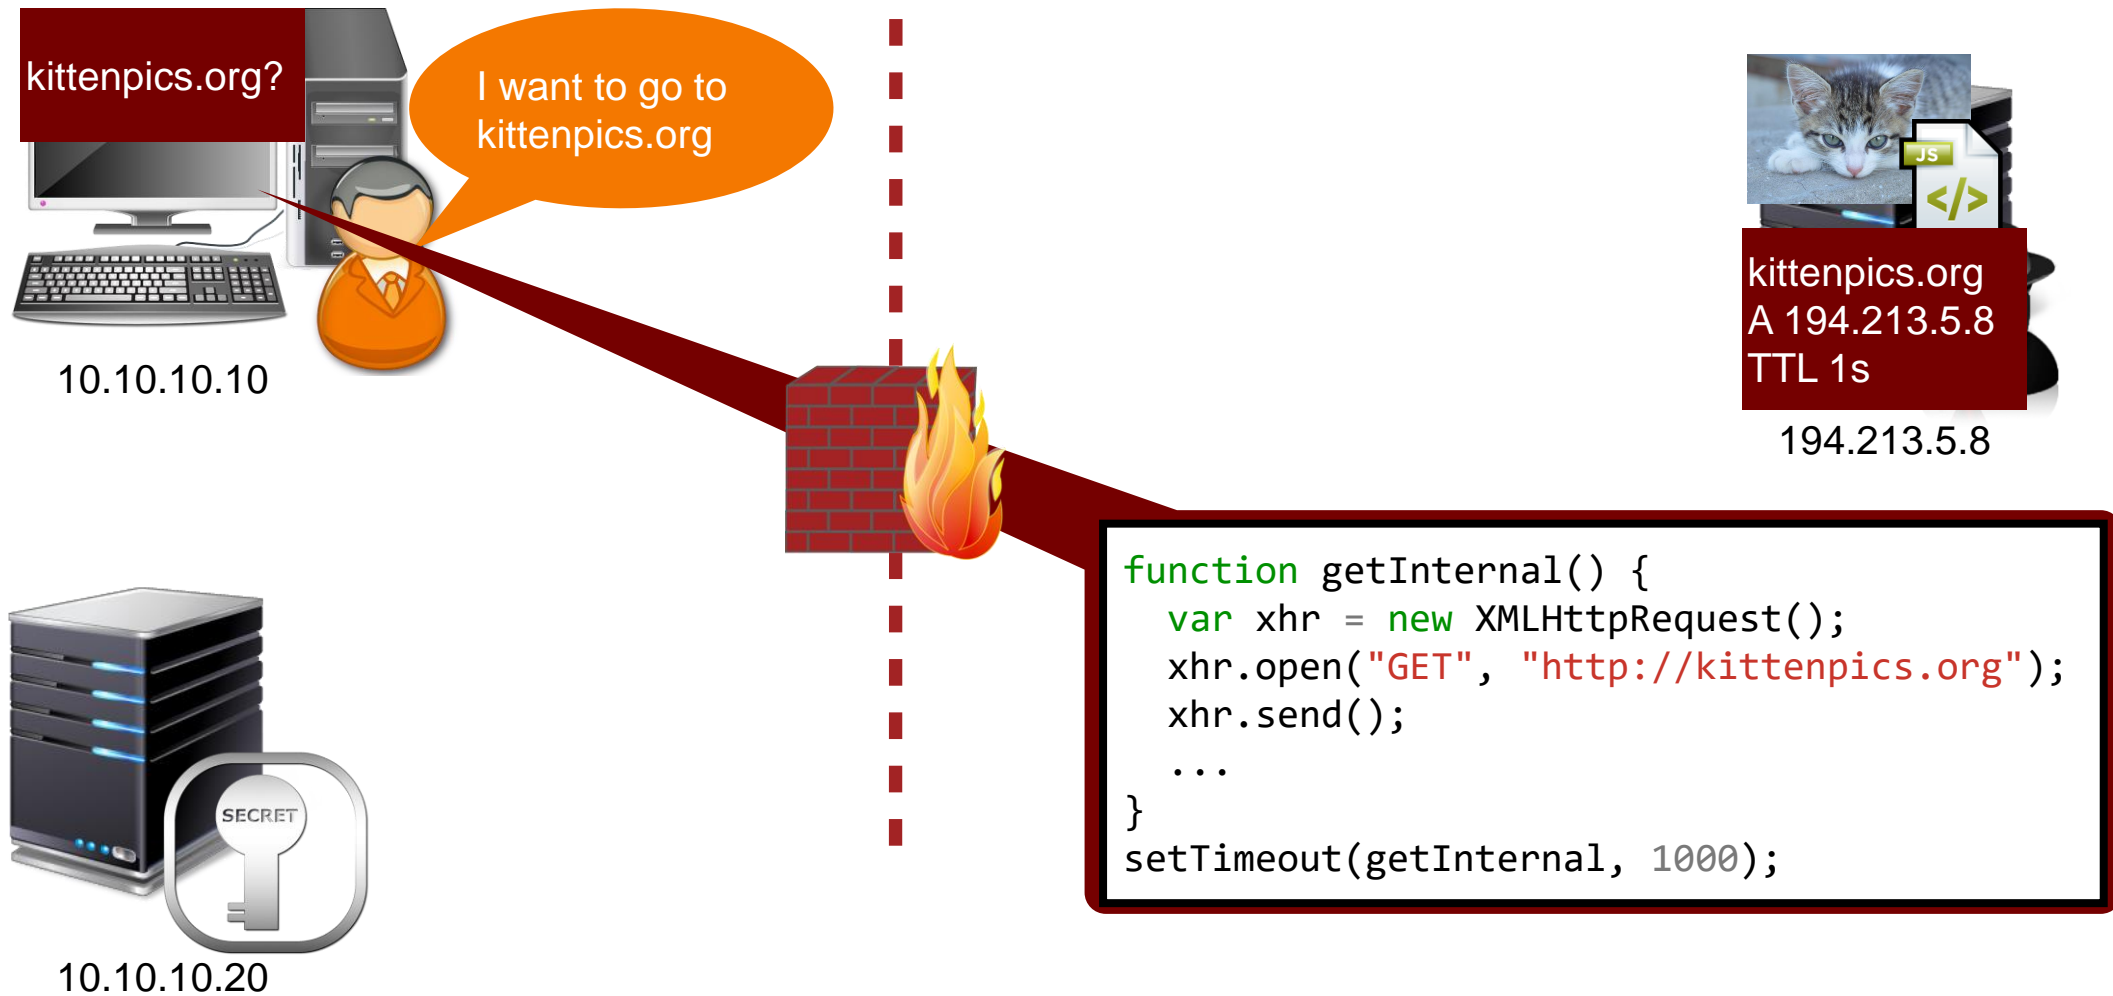 kittenpics.org?
I want to go to
kittenpics.org
10.10.10.10
JS
</>
kittenpics.org
A 194.213.5.8
TTL 1s
194.213.5.8
function getInternal() {
  var xhr = new XMLHttpRequest();
  xhr.open("GET", "http://kittenpics.org");
  xhr.send();
  ...
}
setTimeout(getInternal, 1000);
SECRET
10.10.10.20